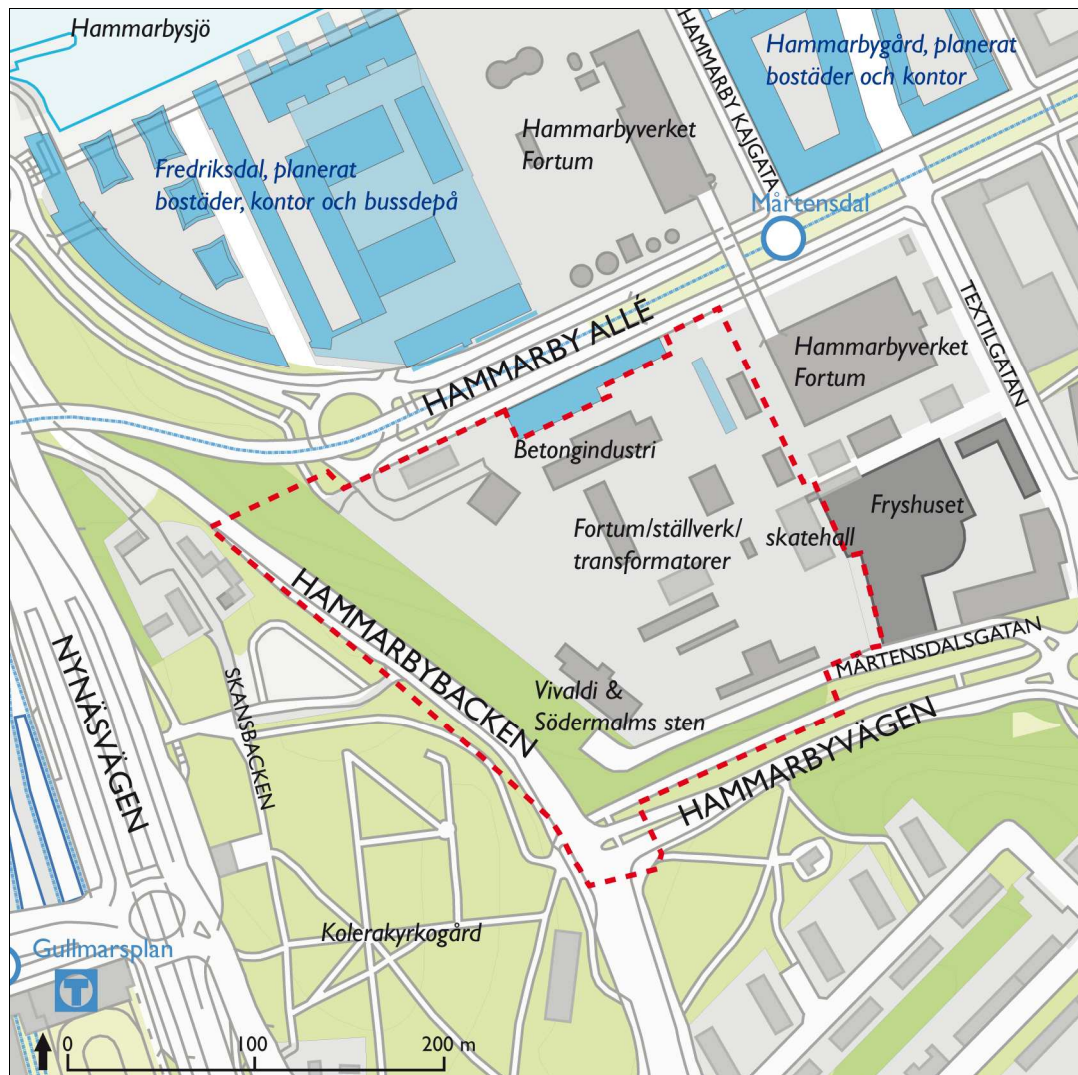 Hammarbysjö
HAMMARBY KAJGATA
Hammarbygård, planerat
bostäder och kontor
Hammarbyverket
Fortum
Fredriksdal, planerat
bostäder, kontor och bussdepå
Mårtensdal
TEXTILGATAN
HAMMARBY ALLÉ
Hammarbyverket
Fortum
Betongindustri
Fryshuset
Fortum/ställverk/
transformatorer
skatehall
HAMMARBYBACKEN
NYNÄSVÄGEN
SKANSBACKEN
MÅRTENSDALSGATAN
Vivaldi &
Södermalms sten
HAMMARBYVÄGEN
Kolerakyrkogård
Gullmarsplan
T
0 100 200 m